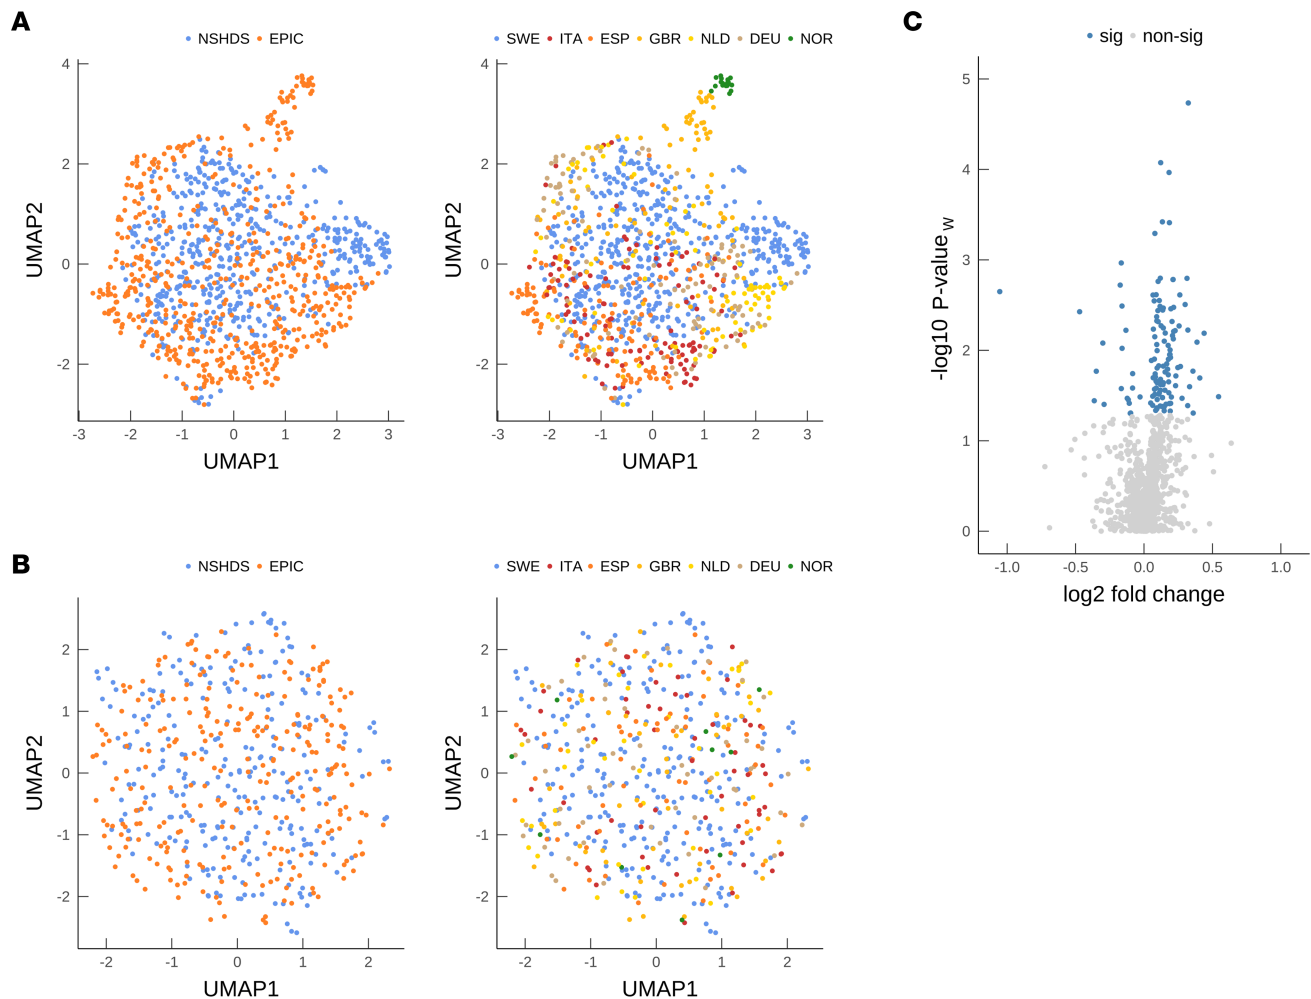 A
NSHDS EPIC
4
2
0
-2
-3 -2 -1 0 1 2 3
UMAP1
UMAP2
SWE ITA ESP GBR NLD DEU NOR
4
2
0
-2
-3 -2 -1 0 1 2 3
UMAP1
UMAP2
C
sig non-sig
5
4
3
2
1
0
-1.0 -0.5 0.0 0.5 1.0
log2 fold change
-log10 P-value W
B
NSHDS EPIC
2
1
0
-1
-2
-2 -1 0 1 2
UMAP1
UMAP2
SWE ITA ESP GBR NLD DEU NOR
2
1
0
-1
-2
-2 -1 0 1 2
UMAP1
UMAP2